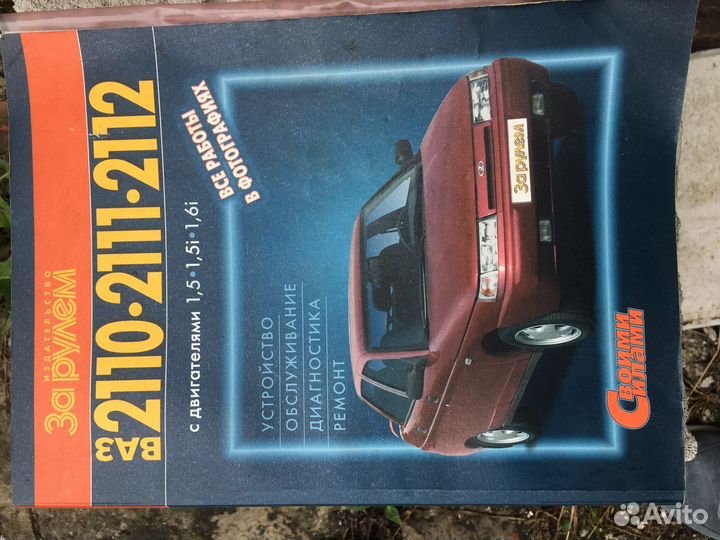 ИЗДАТЕЛЬСТВО
За рулем
ВАЗ 2110·2111·2112
с двигателями 1,5·1,5i·1,6i
ВСЕ РАБОТЫ
В ФОТОГРАФИЯХ
УСТРОЙСТВО
ОБСЛУЖИВАНИЕ
ДИАГНОСТИКА
РЕМОНТ
За рулем
Своими
Силами
Avito